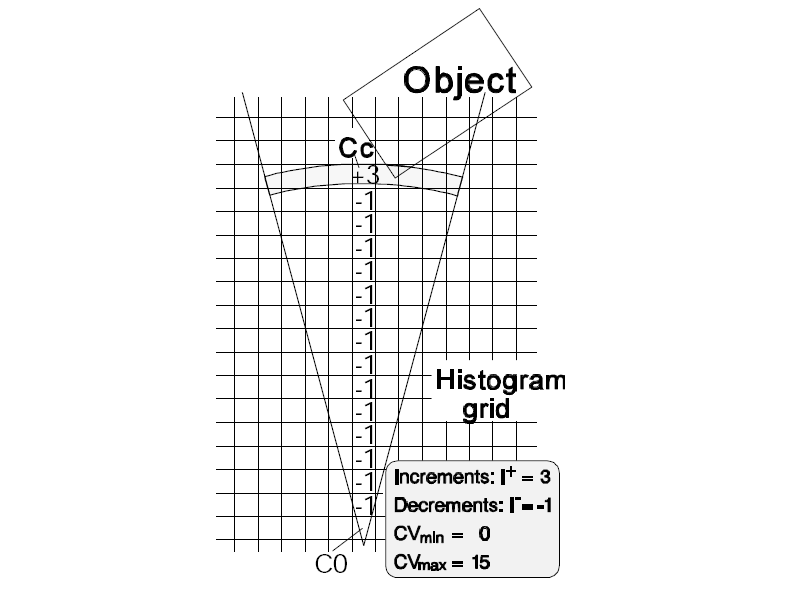 Object
Cc
+3
-1
-1
-1
-1
-1
-1
-1
-1
-1
-1
-1
-1
-1
-1
Histogram
grid
Increments: I⁺ = 3
Decrements: I⁻= -1
CVmin = 0
CVmax = 15
C0